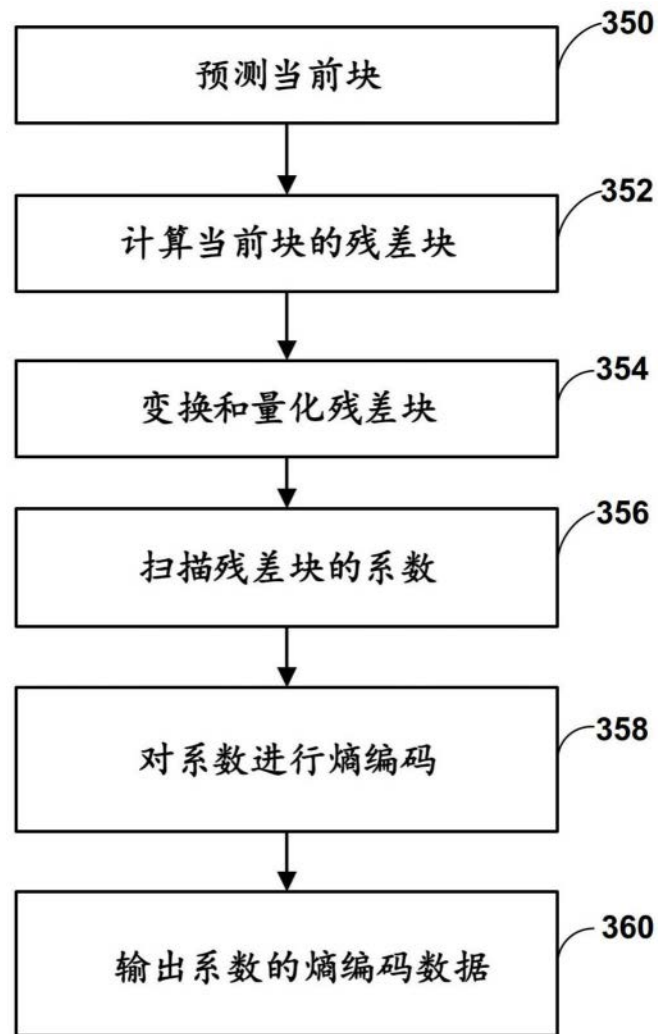 350
预测当前块
352
计算当前块的残差块
354
变换和量化残差块
356
扫描残差块的系数
358
对系数进行熵编码
360
输出系数的熵编码数据